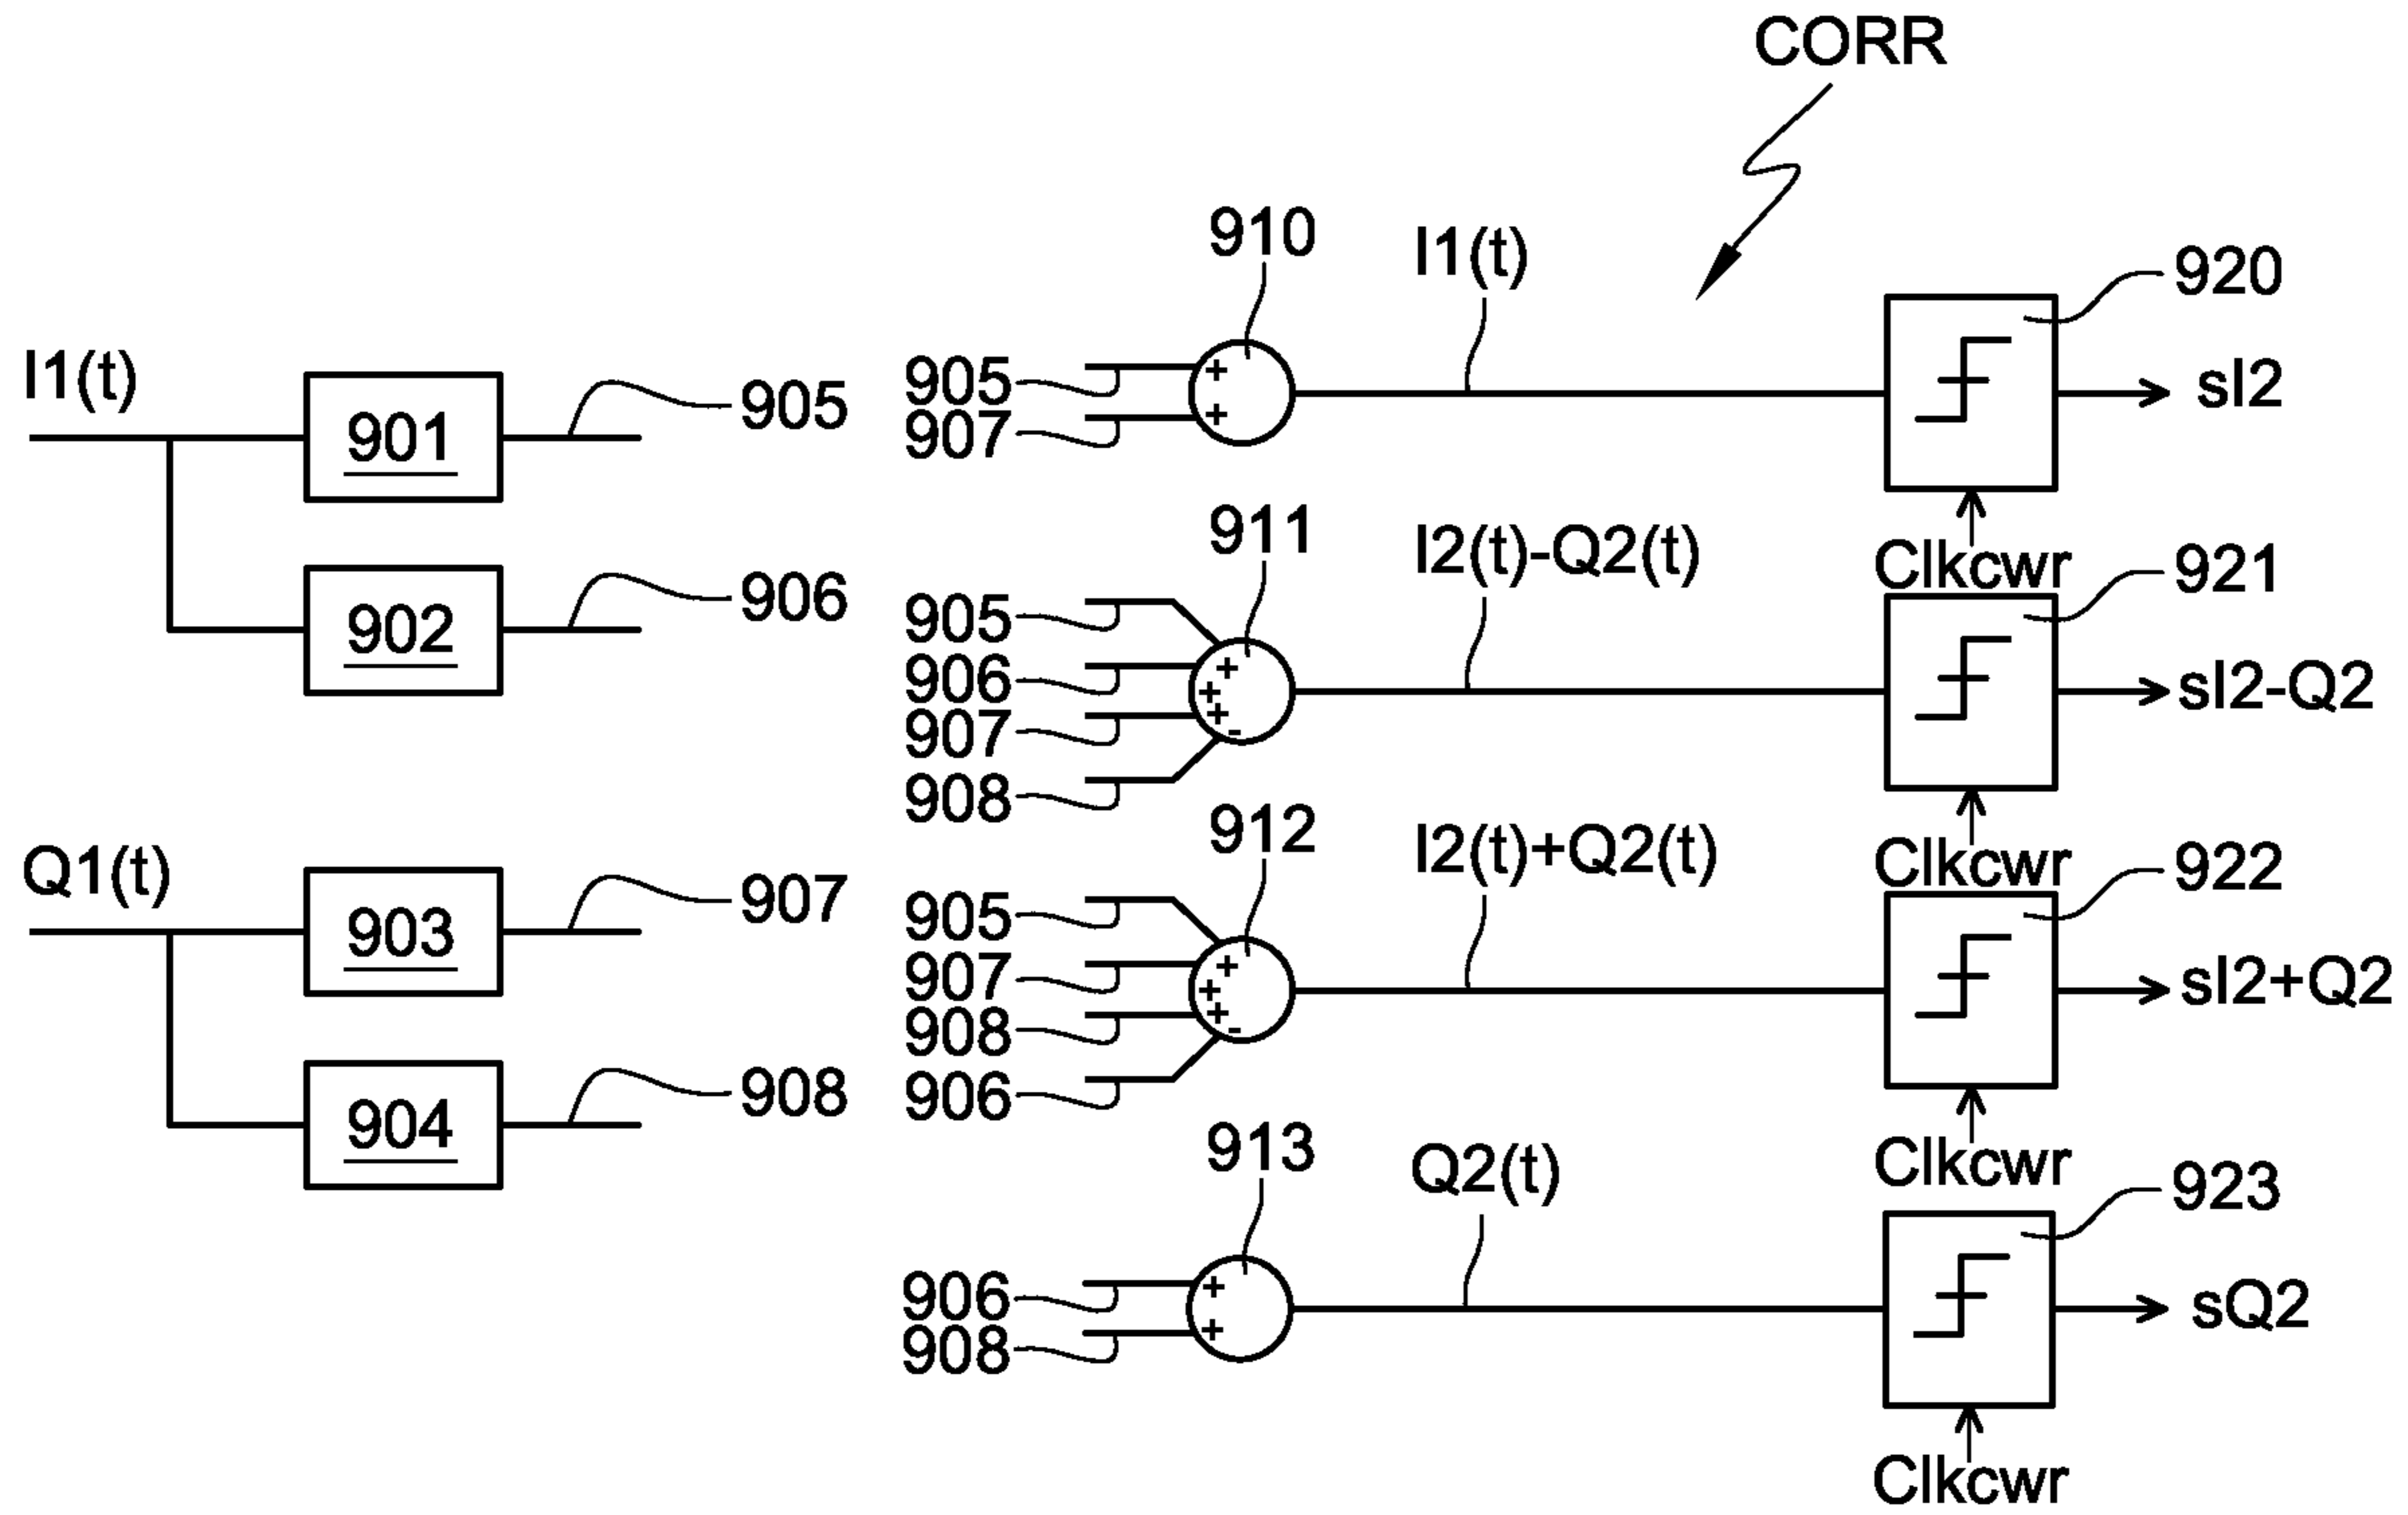 CORR
I1(t)
901
905
902
906
Q1(t)
903
907
904
908
910
I1(t)
920
905
907
sI2
Clkcwr
911
I2(t)-Q2(t)
921
905
906
907
908
sI2-Q2
Clkcwr
912
I2(t)+Q2(t)
922
905
907
908
906
sI2+Q2
Clkcwr
913
Q2(t)
923
906
908
sQ2
Clkcwr